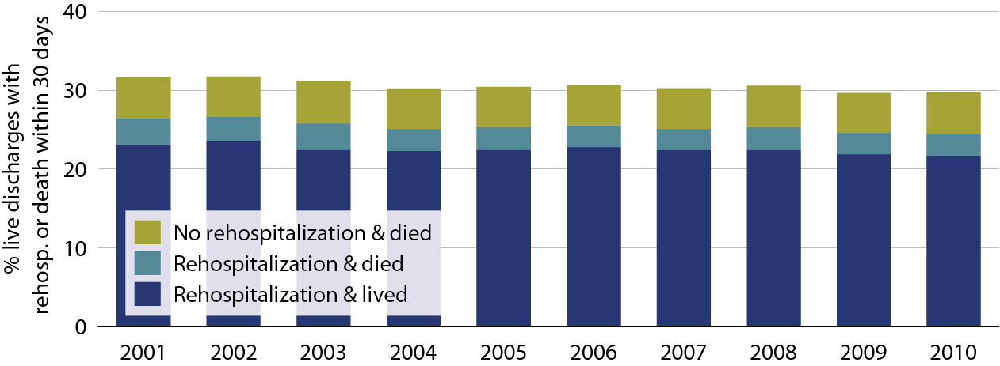 % live discharges with
rehosp. or death within 30 days
40
30
20
10
0
No rehospitalization & died
Rehospitalization & died
Rehospitalization & lived
2001 2002 2003 2004 2005 2006 2007 2008 2009 2010